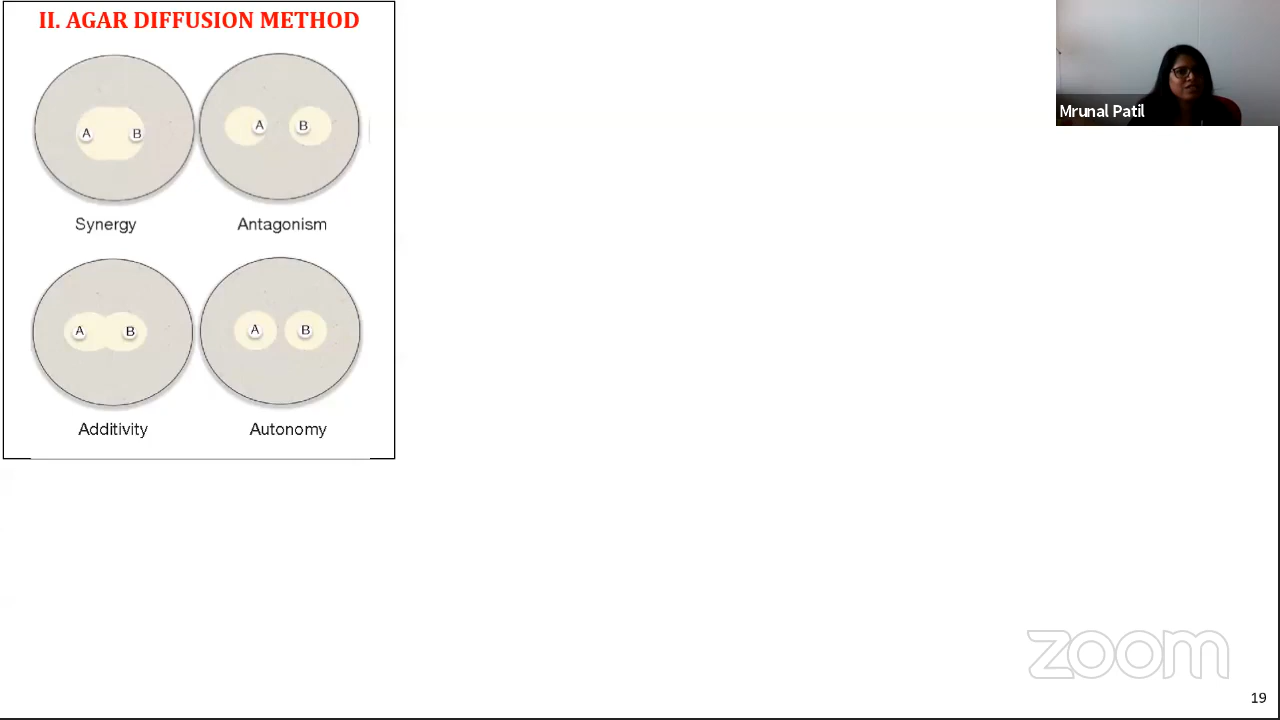 II. AGAR DIFFUSION METHOD
Mrunal Patil
A B
A B
Synergy
Antagonism
A B
A B
Additivity
Autonomy
zoom
19